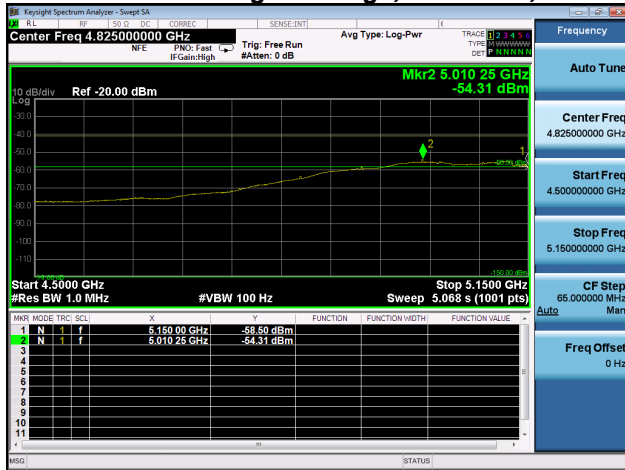 Keysight Spectrum Analyzer - Swept SA
RL RF 50 Ω DC CORREC SENSE:INT
Center Freq 4.825000000 GHz
NFE PNO: Fast IFGain:High
Trig: Free Run #Atten: 0 dB
Avg Type: Log-Pwr
TRACE 1 2 3 4 5 6
TYPE M WWWWW
DET P N N N N N
Frequency
Mkr2 5.010 25 GHz
-54.31 dBm
10 dB/div Ref -20.00 dBm
Log
-30.0
-40.0
-50.0
-60.0
-70.0
-80.0
-90.0
-100
-110
2
1
-150.00 dBm
Start 4.5000 GHz Stop 5.1500 GHz
#Res BW 1.0 MHz #VBW 100 Hz Sweep 5.068 s (1001 pts)
MKR MODE TRC SCL X Y FUNCTION FUNCTION WIDTH FUNCTION VALUE
1 N 1 f 5.150 00 GHz -58.50 dBm
2 N 1 f 5.010 25 GHz -54.31 dBm
3
4
5
6
7
8
9
10
11
Auto Tune
Center Freq
4.825000000 GHz
Start Freq
4.500000000 GHz
Stop Freq
5.150000000 GHz
CF Step
65.000000 MHz
Auto Man
Freq Offset
0 Hz
MSG STATUS